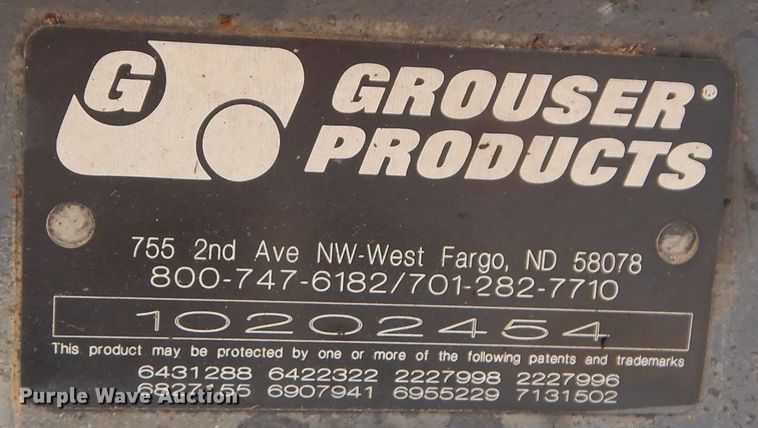 G GROUSER®
PRODUCTS
755 2nd Ave NW-West Fargo, ND 58078
800-747-6182/701-282-7710
10202454
This product may be protected by one or more of the following patents and trademarks
6431288 6422322 2227998 2227996
6827155 6907941 6955229 7131502
Purple Wave Auction